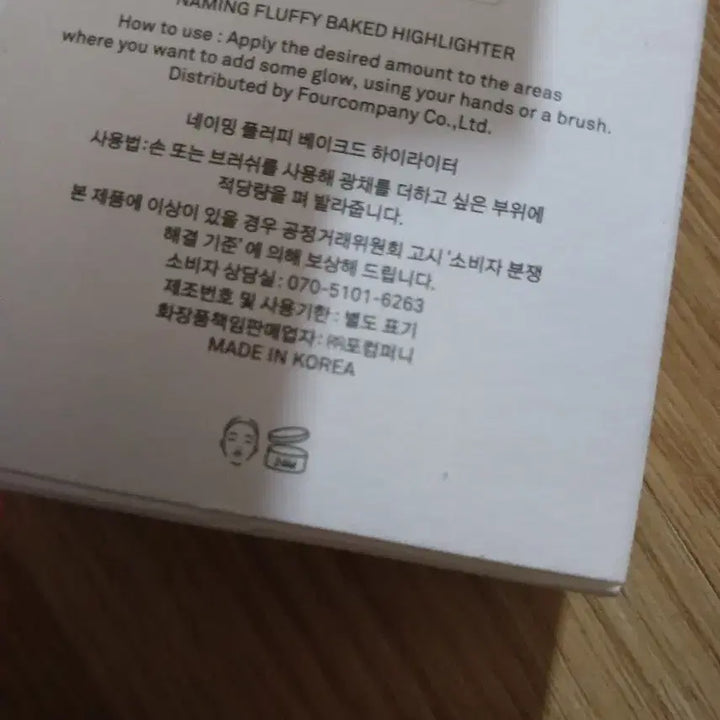 NAMING FLUFFY BAKED HIGHLIGHTER
How to use : Apply the desired amount to the areas
where you want to add some glow, using your hands or a brush.
Distributed by Fourcompany Co.,Ltd.
네이밍 플러피 베이크드 하이라이터
사용법:손 또는 브러쉬를 사용해 광채를 더하고 싶은 부위에
적당량을 펴 발라줍니다.
본 제품에 이상이 있을 경우 공정거래위원회 고시 '소비자 분쟁
해결 기준' 에 의해 보상해 드립니다.
소비자 상담실 : 070-5101-6263
제조번호 및 사용기한 : 별도 표기
화장품책임판매업자 : ㈜포컴퍼니
MADE IN KOREA